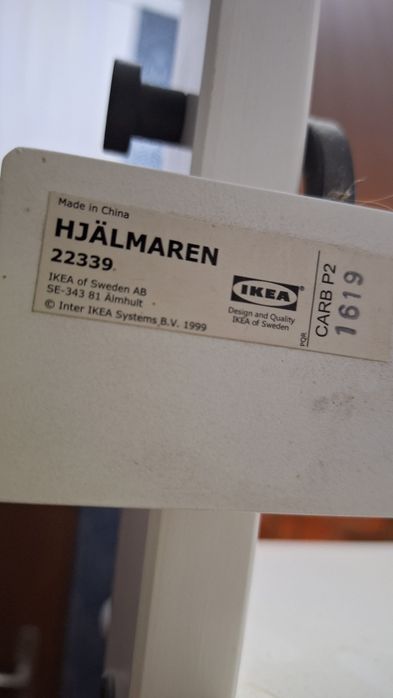 Made in China
HJÄLMAREN
22339
IKEA of Sweden AB
SE-343 81 Älmhult
© Inter IKEA Systems B.V. 1999
IKEA®
Design and Quality
IKEA of Sweden
PQR
CARB P2
1619